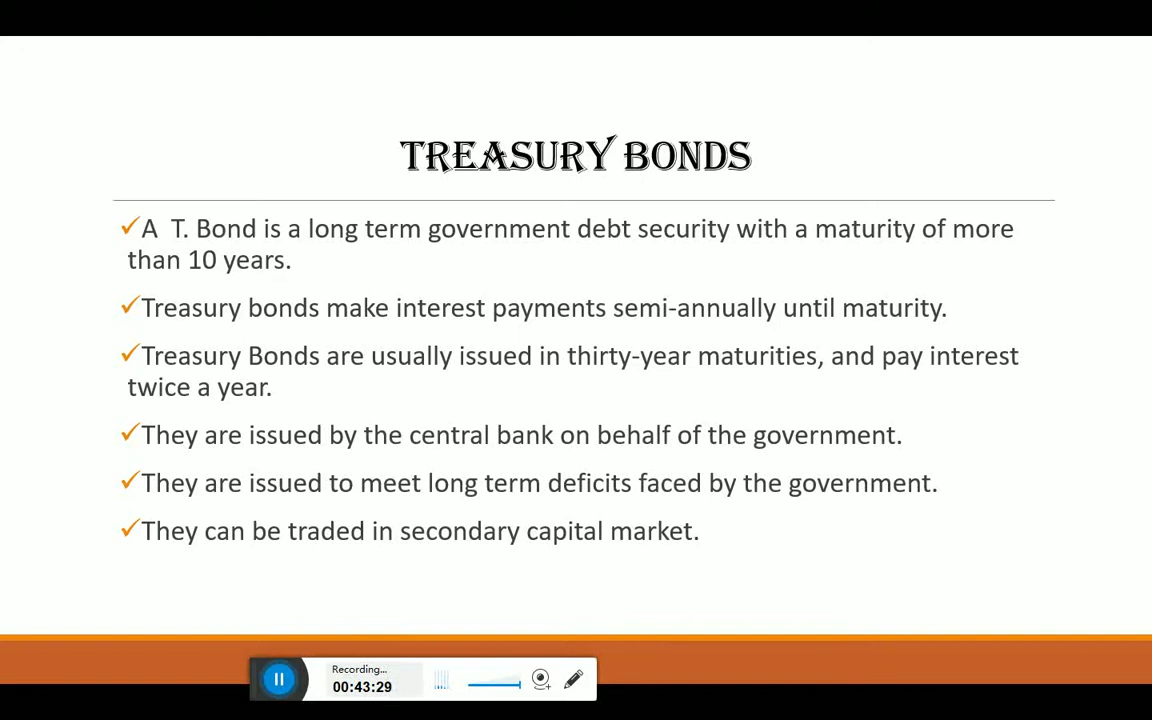 TREASURY BONDS
✓A T. Bond is a long term government debt security with a maturity of more
than 10 years.
✓Treasury bonds make interest payments semi-annually until maturity.
✓Treasury Bonds are usually issued in thirty-year maturities, and pay interest
twice a year.
✓They are issued by the central bank on behalf of the government.
✓They are issued to meet long term deficits faced by the government.
✓They can be traded in secondary capital market.
Recording...
00:43:29